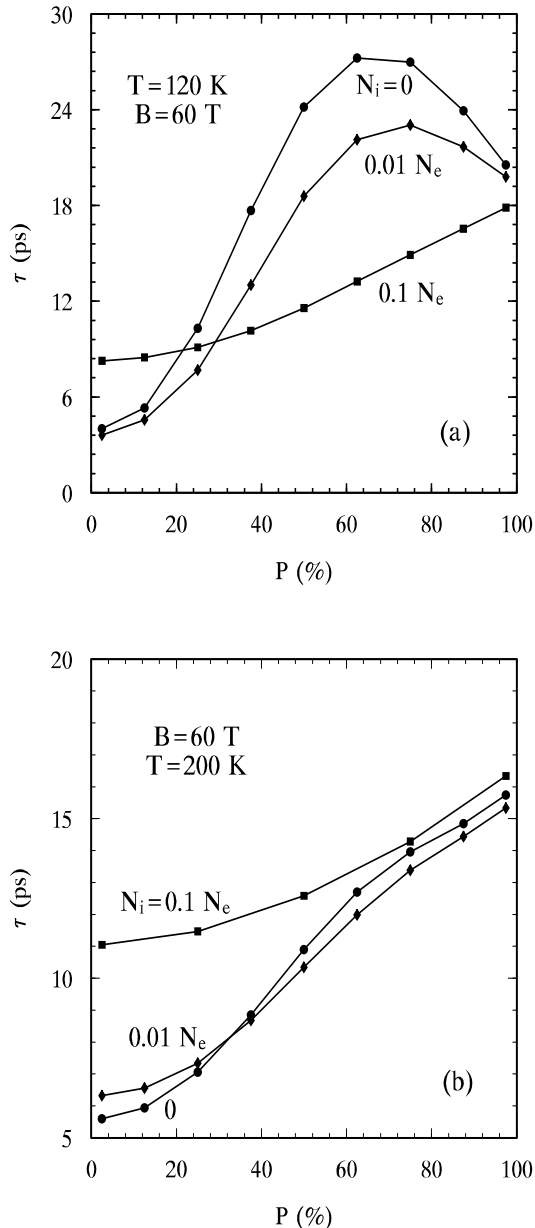 30
24
18
12
6
0
τ (ps)
T=120 K
B=60 T
N_i=0
0.01 N_e
0.1 N_e
(a)
0 20 40 60 80 100
P (%)
20
15
10
5
τ (ps)
B=60 T
T=200 K
N_i=0.1 N_e
0.01 N_e
0
(b)
0 20 40 60 80 100
P (%)